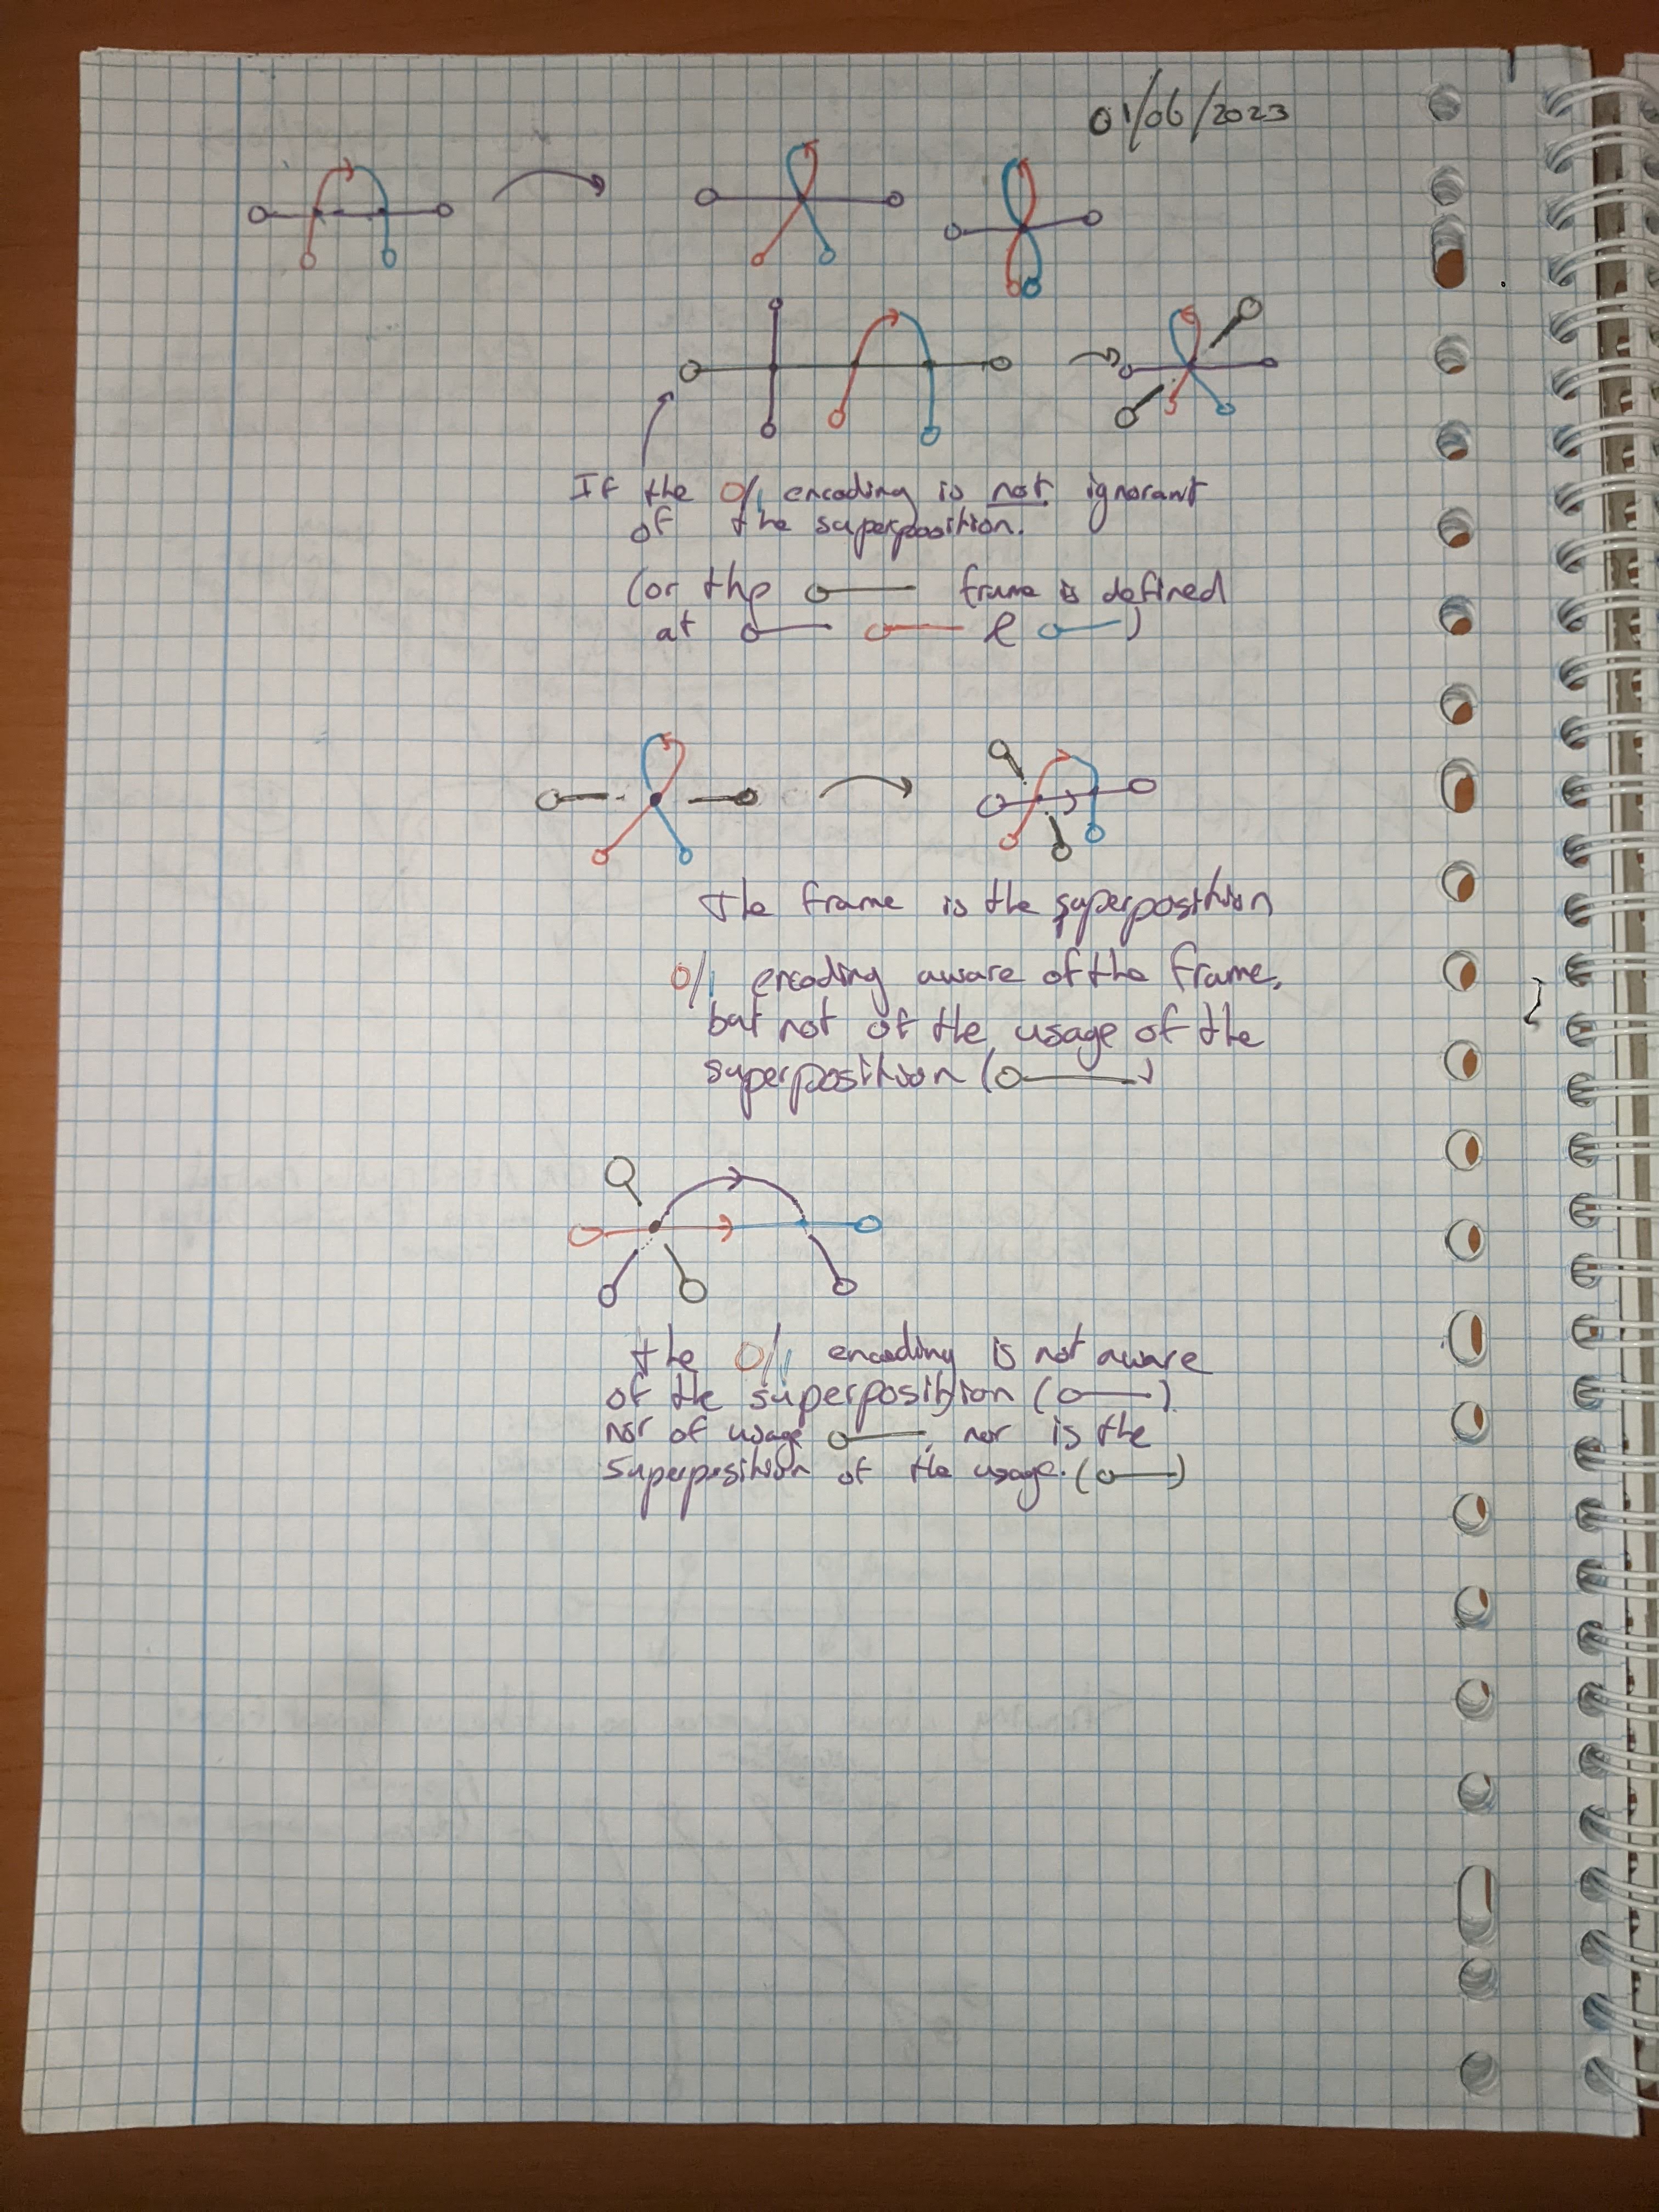 01/06/2023
If the 0/1 encoding is not ignorant
of the superposition.
(or the frame is defined
at & )
The frame is the superposition
0/1 encoding aware of the frame,
but not of the usage of the
superposition ( )
the 0/1 encoding is not aware
of the superposition ( )
nor of usage , nor is the
superposition of the usage. ( )